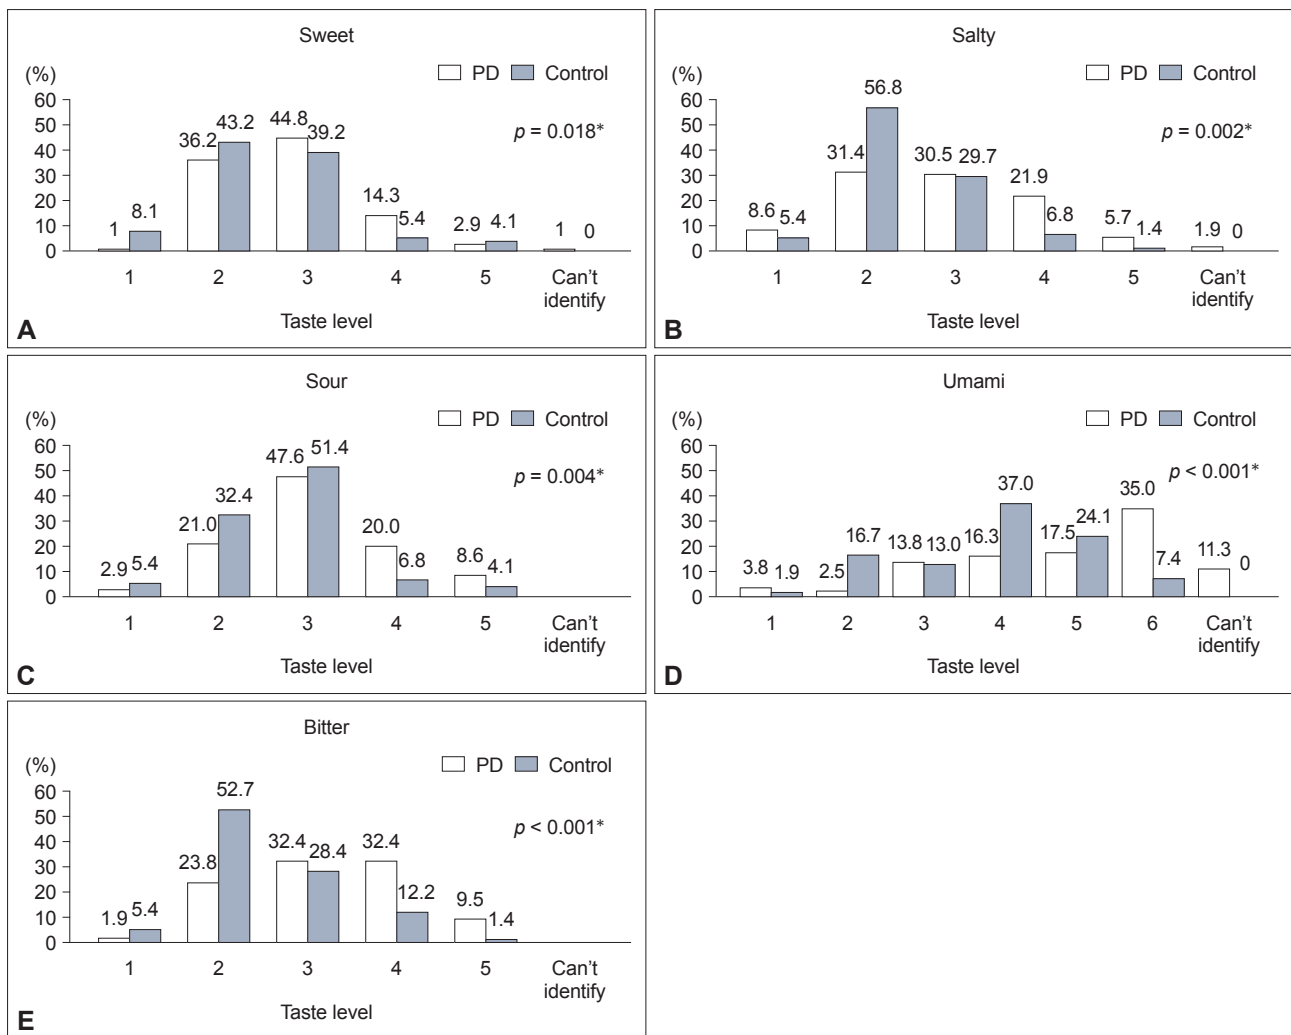 Sweet
PD Control
(%)
60
50
40
30
20
10
0
1 8.1
36.2 43.2
44.8 39.2
14.3 5.4
2.9 4.1
1 0
p = 0.018*
1 2 3 4 5 Can't
identify
Taste level
A
Salty
PD Control
(%)
60
50
40
30
20
10
0
8.6 5.4
31.4 56.8
30.5 29.7
21.9 6.8
5.7 1.4
1.9 0
p = 0.002*
1 2 3 4 5 Can't
identify
Taste level
B
Sour
PD Control
(%)
60
50
40
30
20
10
0
2.9 5.4
21.0 32.4
47.6 51.4
20.0 6.8
8.6 4.1
p = 0.004*
1 2 3 4 5 Can't
identify
Taste level
C
Umami
PD Control
(%)
60
50
40
30
20
10
0
3.8 1.9
2.5 16.7
13.8 13.0
16.3 37.0
17.5 24.1
35.0 7.4
11.3 0
p < 0.001*
1 2 3 4 5 6 Can't
identify
Taste level
D
Bitter
PD Control
(%)
60
50
40
30
20
10
0
1.9 5.4
23.8 52.7
32.4 28.4
32.4 12.2
9.5 1.4
p < 0.001*
1 2 3 4 5 Can't
identify
Taste level
E